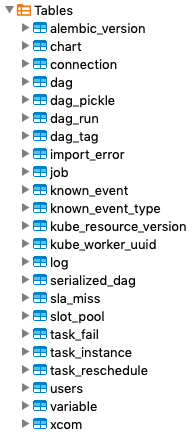 Tables
alembic_version
chart
connection
dag
dag_pickle
dag_run
dag_tag
import_error
job
known_event
known_event_type
kube_resource_version
kube_worker_uuid
log
serialized_dag
sla_miss
slot_pool
task_fail
task_instance
task_reschedule
users
variable
xcom